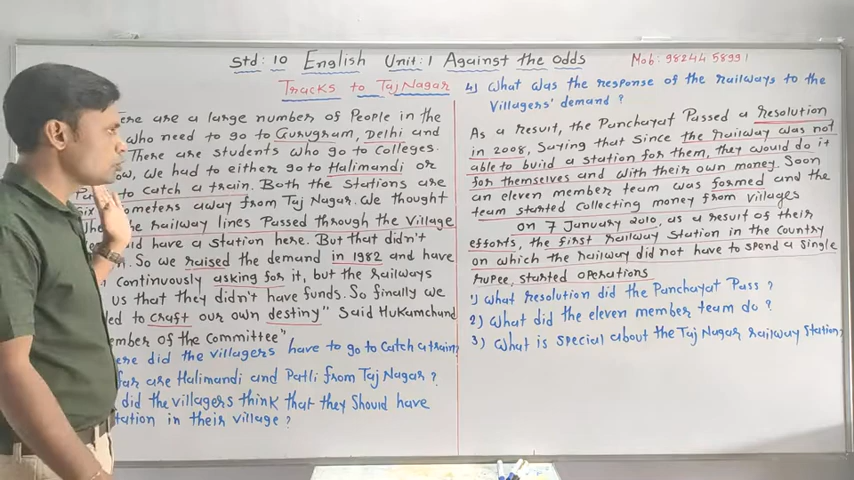 Std: 10 English Unit: 1 Against the Odds
Mob: 98244 58991
Tracks to Taj Nagar
ere are a large number of People in the
who need to go to Gurugram, Delhi and
There are students who go to Colleges.
ow, we had to either go to Halimandi or
to Catch a train. Both the Stations are
Six ometers away from Taj Nagar. We thought
the railway lines Passed through the Village
have a station here. But that didn't
n. So we raised the demand in 1982 and have
Continuously asking for it, but the railways
us that they didn't have funds. So finally we
ed to craft our own destiny" Said Hukamchund
ember of the Committee"
ere did the villagers have to go to Catch a train?
far are Halimandi and Patli from Taj Nagar?
did the villagers think that they Should have
tation in their village?
4) What was the response of the railways to the
Villagers' demand?
As a result, the Panchayat Passed a resolution
in 2008, Saying that Since the railway was not
able to build a station for them, they would do it
for themselves and with their own money. Soon
an eleven member team was formed and the
team started Collecting money from villages
on 7 January 2010, as a result of their
efforts, the first railway Station in the Country
on which the railway did not have to spend a Single
rupee, started operations
1) What resolution did the Panchayat Pass?
2) What did the eleven member team do?
3) What is special about the Taj Nagar railway Station?